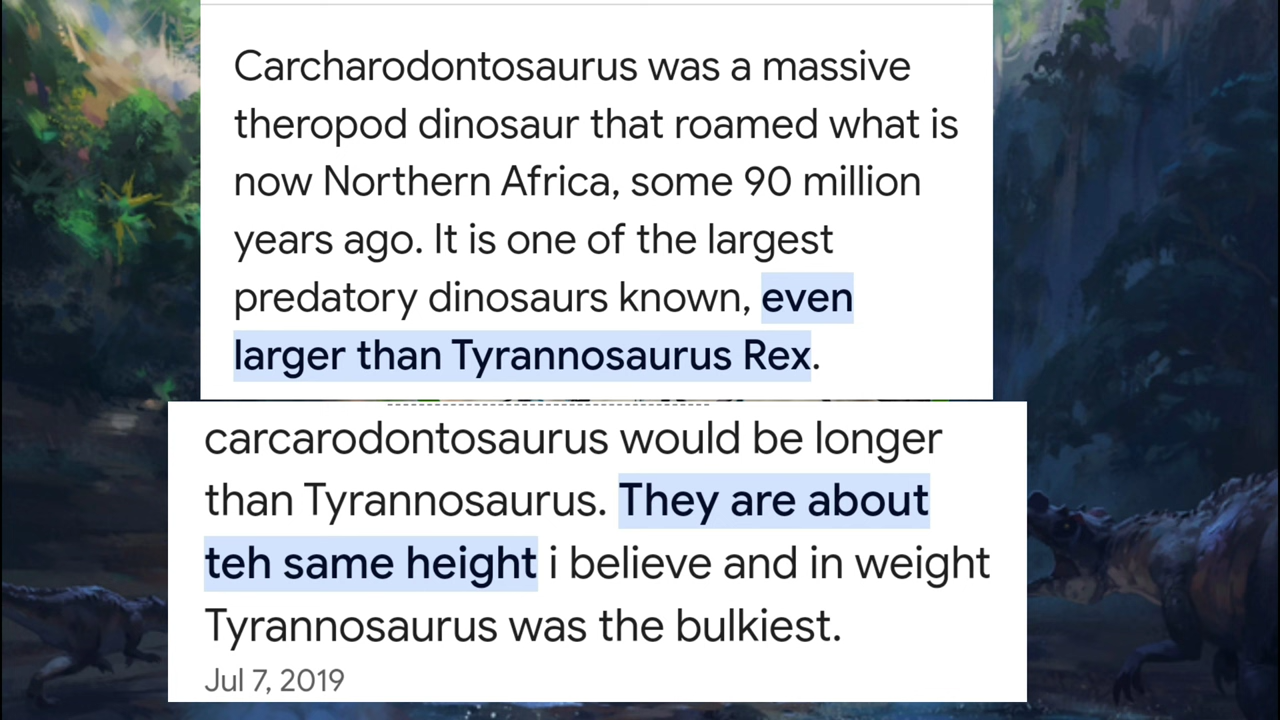 Carcharodontosaurus was a massive
theropod dinosaur that roamed what is
now Northern Africa, some 90 million
years ago. It is one of the largest
predatory dinosaurs known, even
larger than Tyrannosaurus Rex.
carcarodontosaurus would be longer
than Tyrannosaurus. They are about
teh same height i believe and in weight
Tyrannosaurus was the bulkiest.
Jul 7, 2019